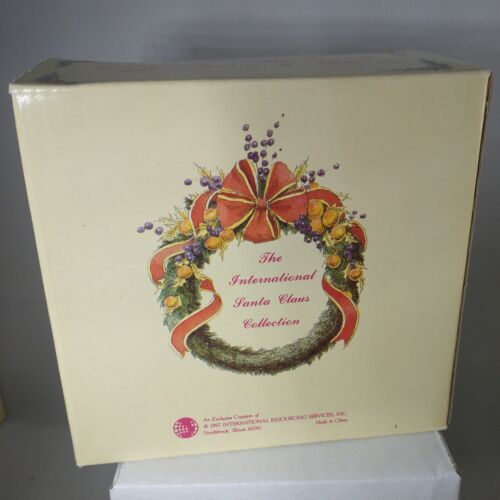 The
International
Santa Claus
Collection
An Exclusive Creation of
© 1997 INTERNATIONAL RESOURCING SERVICES, INC.
Northbrook, Illinois 60062 Made in China